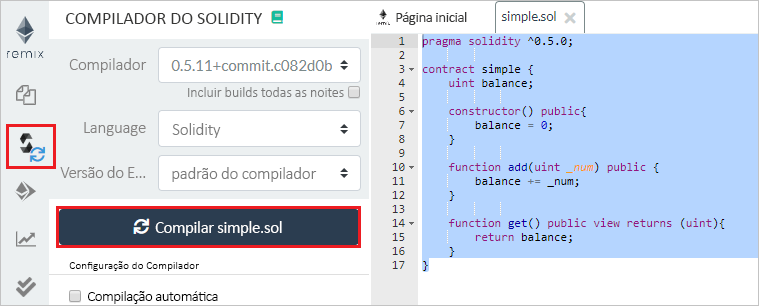 remix
COMPILADOR DO SOLIDITY
Compilador
0.5.11+commit.c082d0b
Incluir builds todas as noites
Language
Solidity
Versão do E...
padrão do compilador
Compilar simple.sol
Configuração do Compilador
Compilação automática
Página inicial
simple.sol
1 pragma solidity ^0.5.0;
2
3 contract simple {
4 uint balance;
5
6 constructor() public{
7 balance = 0;
8 }
9
10 function add(uint _num) public {
11 balance += _num;
12 }
13
14 function get() public view returns (uint){
15 return balance;
16 }
17 }